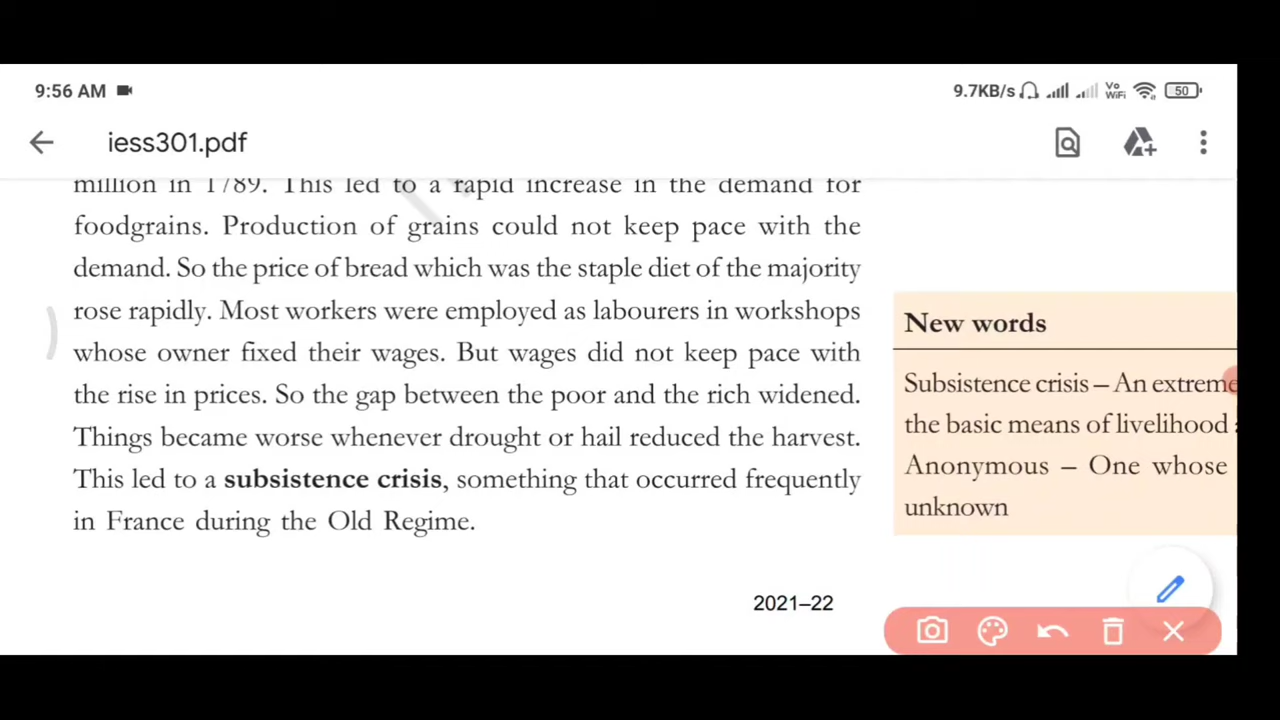 9:56 AM
9.7KB/s
Vo
WiFi
50
iess301.pdf
million in 1789. This led to a rapid increase in the demand for
foodgrains. Production of grains could not keep pace with the
demand. So the price of bread which was the staple diet of the majority
rose rapidly. Most workers were employed as labourers in workshops
whose owner fixed their wages. But wages did not keep pace with
the rise in prices. So the gap between the poor and the rich widened.
Things became worse whenever drought or hail reduced the harvest.
This led to a subsistence crisis, something that occurred frequently
in France during the Old Regime.
New words
Subsistence crisis – An extreme
the basic means of livelihood
Anonymous – One whose
unknown
2021–22